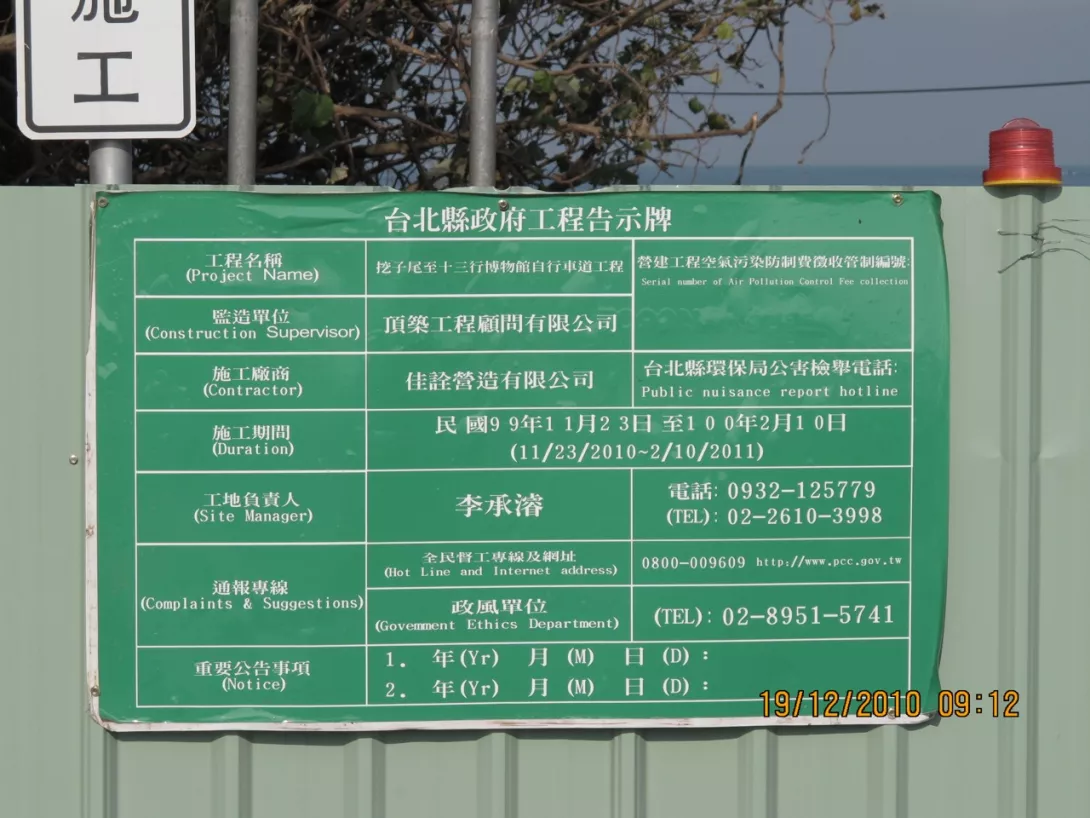 施
工
台北縣政府工程告示牌
工程名稱
(Project Name)
挖子尾至十三行博物館自行車道工程
營建工程空氣污染防制費徵收管制編號:
Serial number of Air Pollution Control Fee collection
監造單位
(Construction Supervisor)
頂築工程顧問有限公司
施工廠商
(Contractor)
佳詮營造有限公司
台北縣環保局公害檢舉電話:
Public nuisance report hotline
施工期間
(Duration)
民 國9 9年1 1月2 3日 至1 0 0年2月1 0日
(11/23/2010~2/10/2011)
工地負責人
(Site Manager)
李承濬
電話: 0932-125779
(TEL): 02-2610-3998
通報專線
(Complaints & Suggestions)
全民督工專線及網址
(Hot Line and Internet address)
0800-009609 http://www.pcc.gov.tw
政風單位
(Govemment Ethics Department)
(TEL): 02-8951-5741
重要公告事項
(Notice)
1. 年(Yr) 月 (M) 日 (D) :
2. 年(Yr) 月 (M) 日 (D) :
19/12/2010 09:12